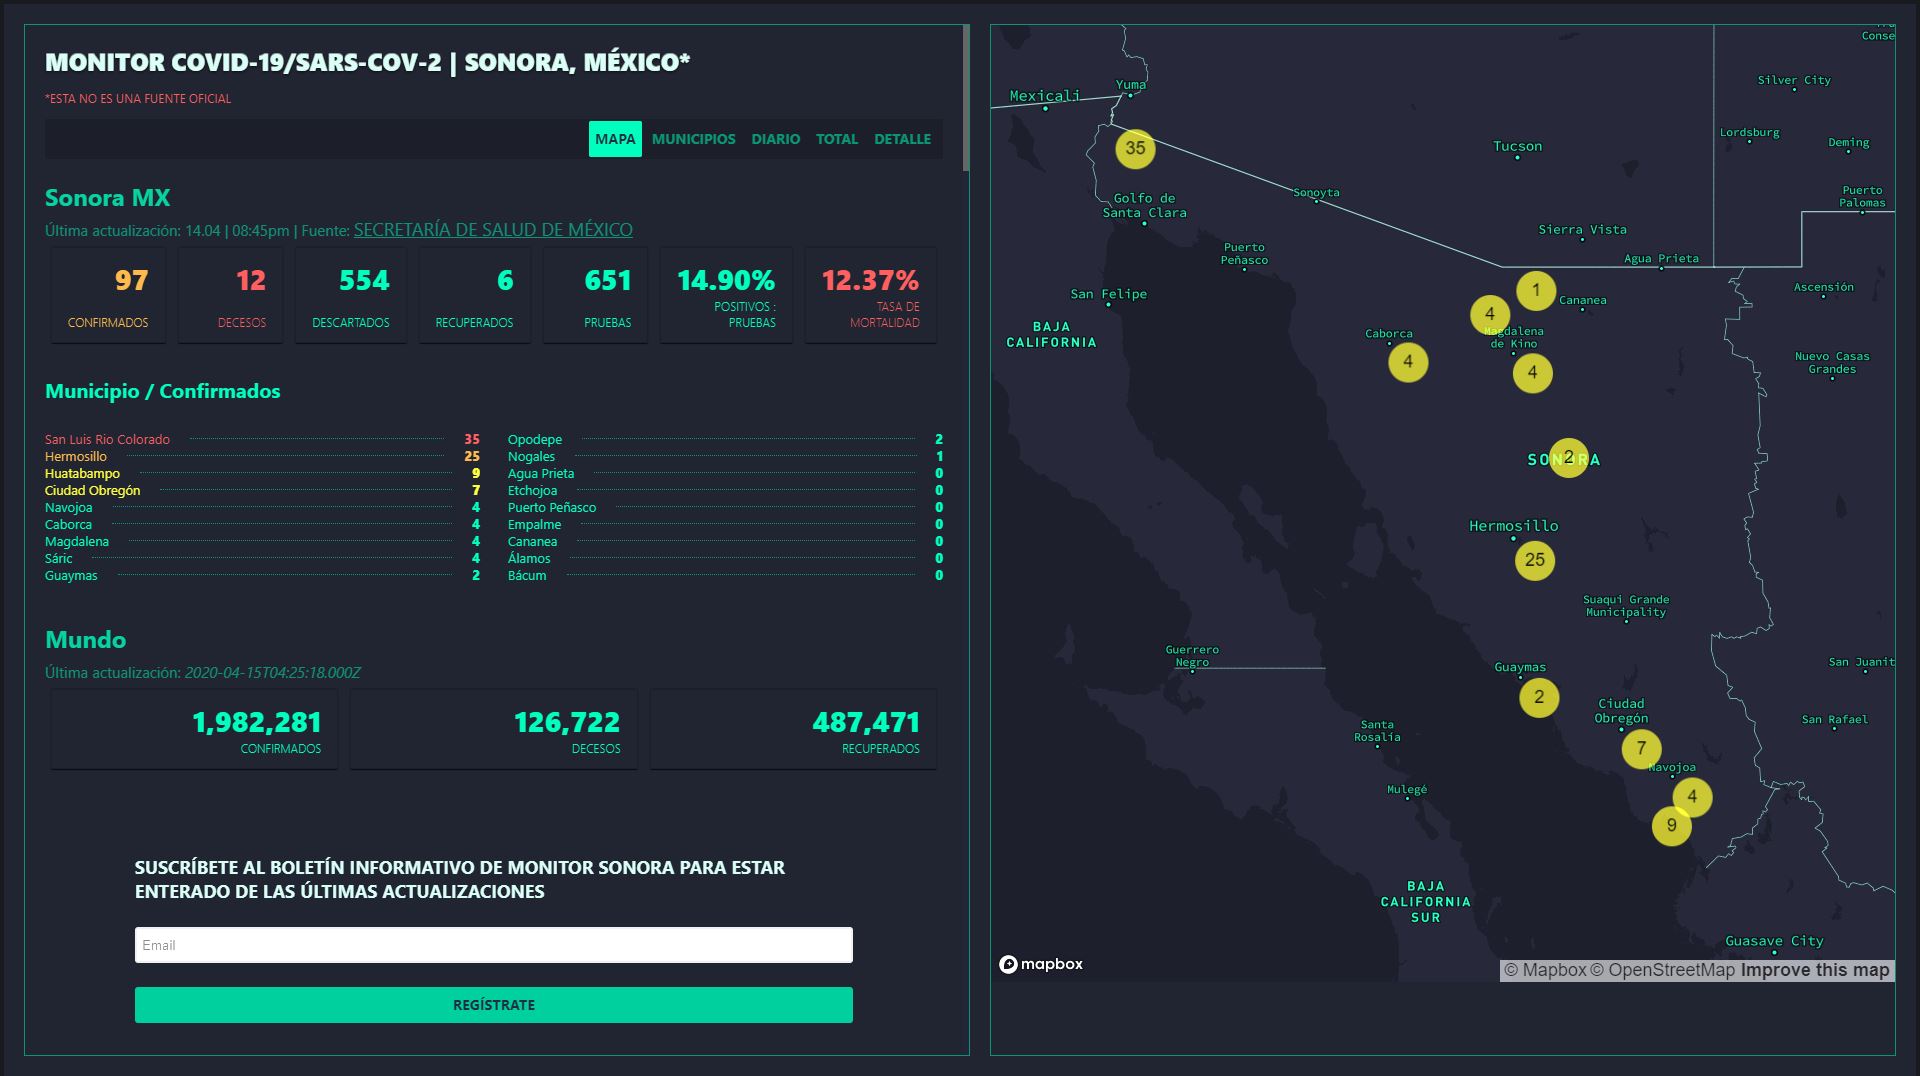 MONITOR COVID-19/SARS-COV-2 | SONORA, MÉXICO*
*ESTA NO ES UNA FUENTE OFICIAL
MAPA MUNICIPIOS DIARIO TOTAL DETALLE
Sonora MX
Última actualización: 14.04 | 08:45pm | Fuente: SECRETARÍA DE SALUD DE MÉXICO
97
CONFIRMADOS
12
DECESOS
554
DESCARTADOS
6
RECUPERADOS
651
PRUEBAS
14.90%
POSITIVOS :
PRUEBAS
12.37%
TASA DE
MORTALIDAD
Municipio / Confirmados
San Luis Rio Colorado 35
Hermosillo 25
Huatabampo 9
Ciudad Obregón 7
Navojoa 4
Caborca 4
Magdalena 4
Sáric 4
Guaymas 2
Opodepe 2
Nogales 1
Agua Prieta 0
Etchojoa 0
Puerto Peñasco 0
Empalme 0
Cananea 0
Álamos 0
Bácum 0
Mundo
Última actualización: 2020-04-15T04:25:18.000Z
1,982,281
CONFIRMADOS
126,722
DECESOS
487,471
RECUPERADOS
SUSCRÍBETE AL BOLETÍN INFORMATIVO DE MONITOR SONORA PARA ESTAR
ENTERADO DE LAS ÚLTIMAS ACTUALIZACIONES
Email
REGÍSTRATE
Conse
Silver City
Yuma
Mexicali
Lordsburg
Deming
35
Tucson
Puerto
Palomas
Sonoyta
Golfo de
Santa Clara
Sierra Vista
Puerto
Peñasco
Agua Prieta
Ascensión
San Felipe
1
Cananea
4
BAJA
CALIFORNIA
Caborca
Magdalena
de Kino
4
4
Nuevo Casas
Grandes
SONORA
2
Hermosillo
25
Suaqui Grande
Municipality
Guerrero
Negro
Guaymas
San Juanit
2
Ciudad
Obregón
San Rafael
Santa
Rosalía
7
Navojoa
Mulegé
4
9
BAJA
CALIFORNIA
SUR
Guasave City
mapbox
© Mapbox © OpenStreetMap Improve this map